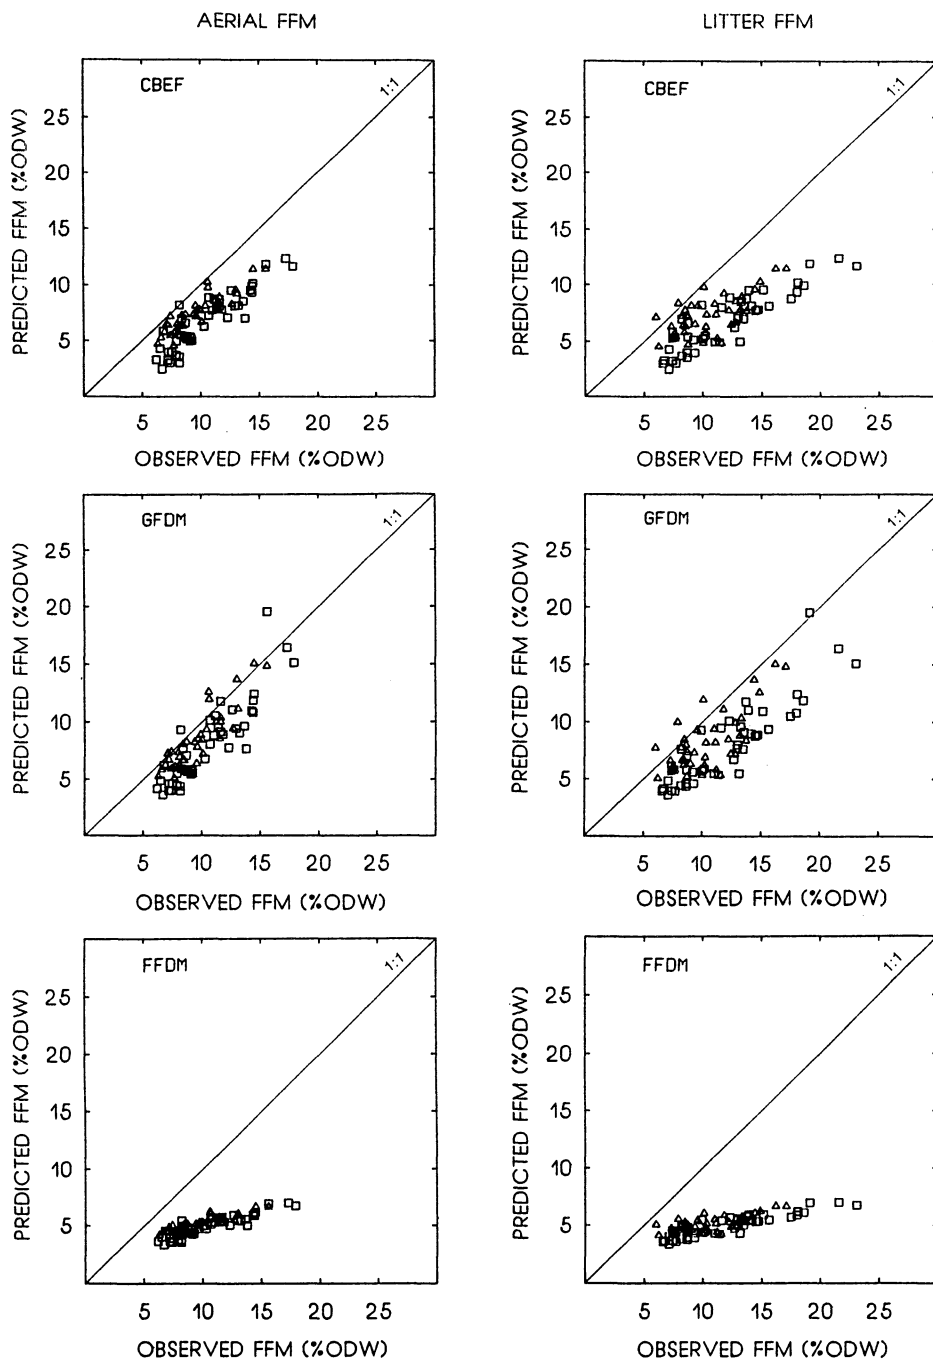 AERIAL FFM
LITTER FFM
CBEF
1:1
25
20
15
10
5
PREDICTED FFM (%ODW)
5 10 15 20 25
OBSERVED FFM (%ODW)
CBEF
1:1
25
20
15
10
5
PREDICTED FFM (%ODW)
5 10 15 20 25
OBSERVED FFM (%ODW)
GFDM
1:1
25
20
15
10
5
PREDICTED FFM (%ODW)
5 10 15 20 25
OBSERVED FFM (%ODW)
GFDM
1:1
25
20
15
10
5
PREDICTED FFM (%ODW)
5 10 15 20 25
OBSERVED FFM (%ODW)
FFDM
1:1
25
20
15
10
5
PREDICTED FFM (%ODW)
5 10 15 20 25
OBSERVED FFM (%ODW)
FFDM
1:1
25
20
15
10
5
PREDICTED FFM (%ODW)
5 10 15 20 25
OBSERVED FFM (%ODW)